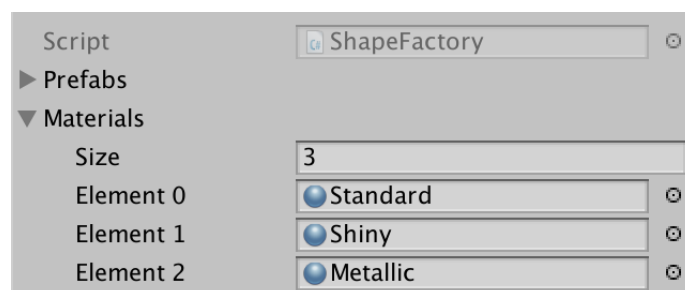 Script ShapeFactory
Prefabs
Materials
Size 3
Element 0 Standard
Element 1 Shiny
Element 2 Metallic